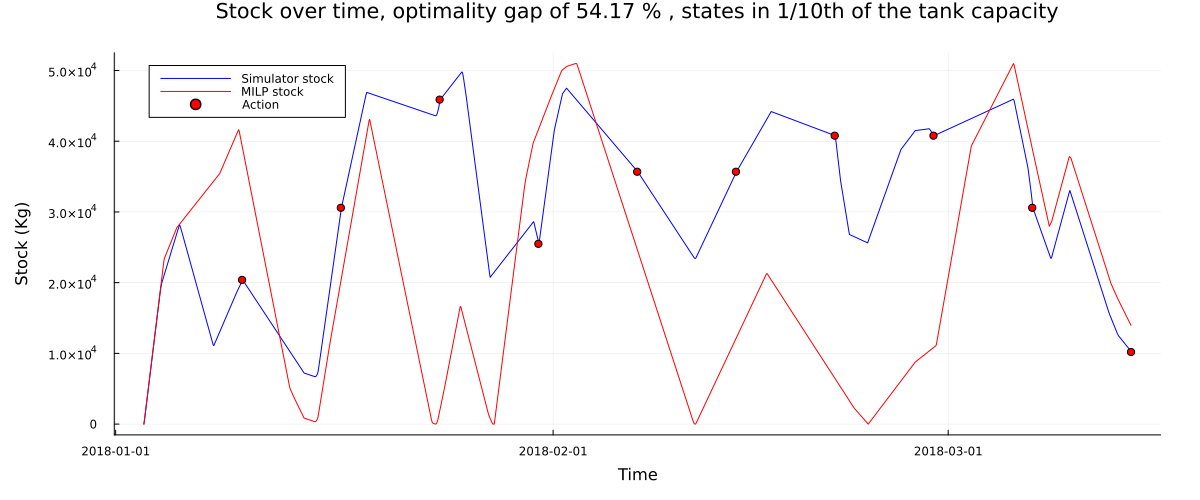 Stock over time, optimality gap of 54.17 % , states in 1/10th of the tank capacity
Simulator stock
MILP stock
Action
5.0×10⁴
4.0×10⁴
3.0×10⁴
2.0×10⁴
1.0×10⁴
0
Stock (Kg)
2018-01-01
2018-02-01
2018-03-01
Time